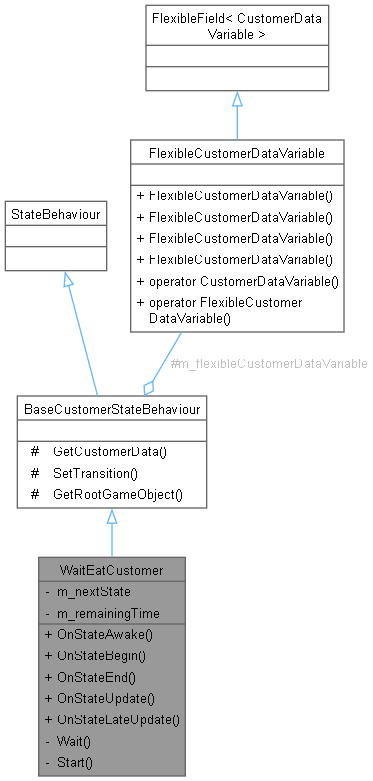 FlexibleField< CustomerData
Variable >
FlexibleCustomerDataVariable
+ FlexibleCustomerDataVariable()
+ FlexibleCustomerDataVariable()
+ FlexibleCustomerDataVariable()
+ FlexibleCustomerDataVariable()
+ operator CustomerDataVariable()
+ operator FlexibleCustomer
DataVariable()
StateBehaviour
#m_flexibleCustomerDataVariable
BaseCustomerStateBehaviour
# GetCustomerData()
# SetTransition()
# GetRootGameObject()
WaitEatCustomer
- m_nextState
- m_remainingTime
+ OnStateAwake()
+ OnStateBegin()
+ OnStateEnd()
+ OnStateUpdate()
+ OnStateLateUpdate()
- Wait()
- Start()